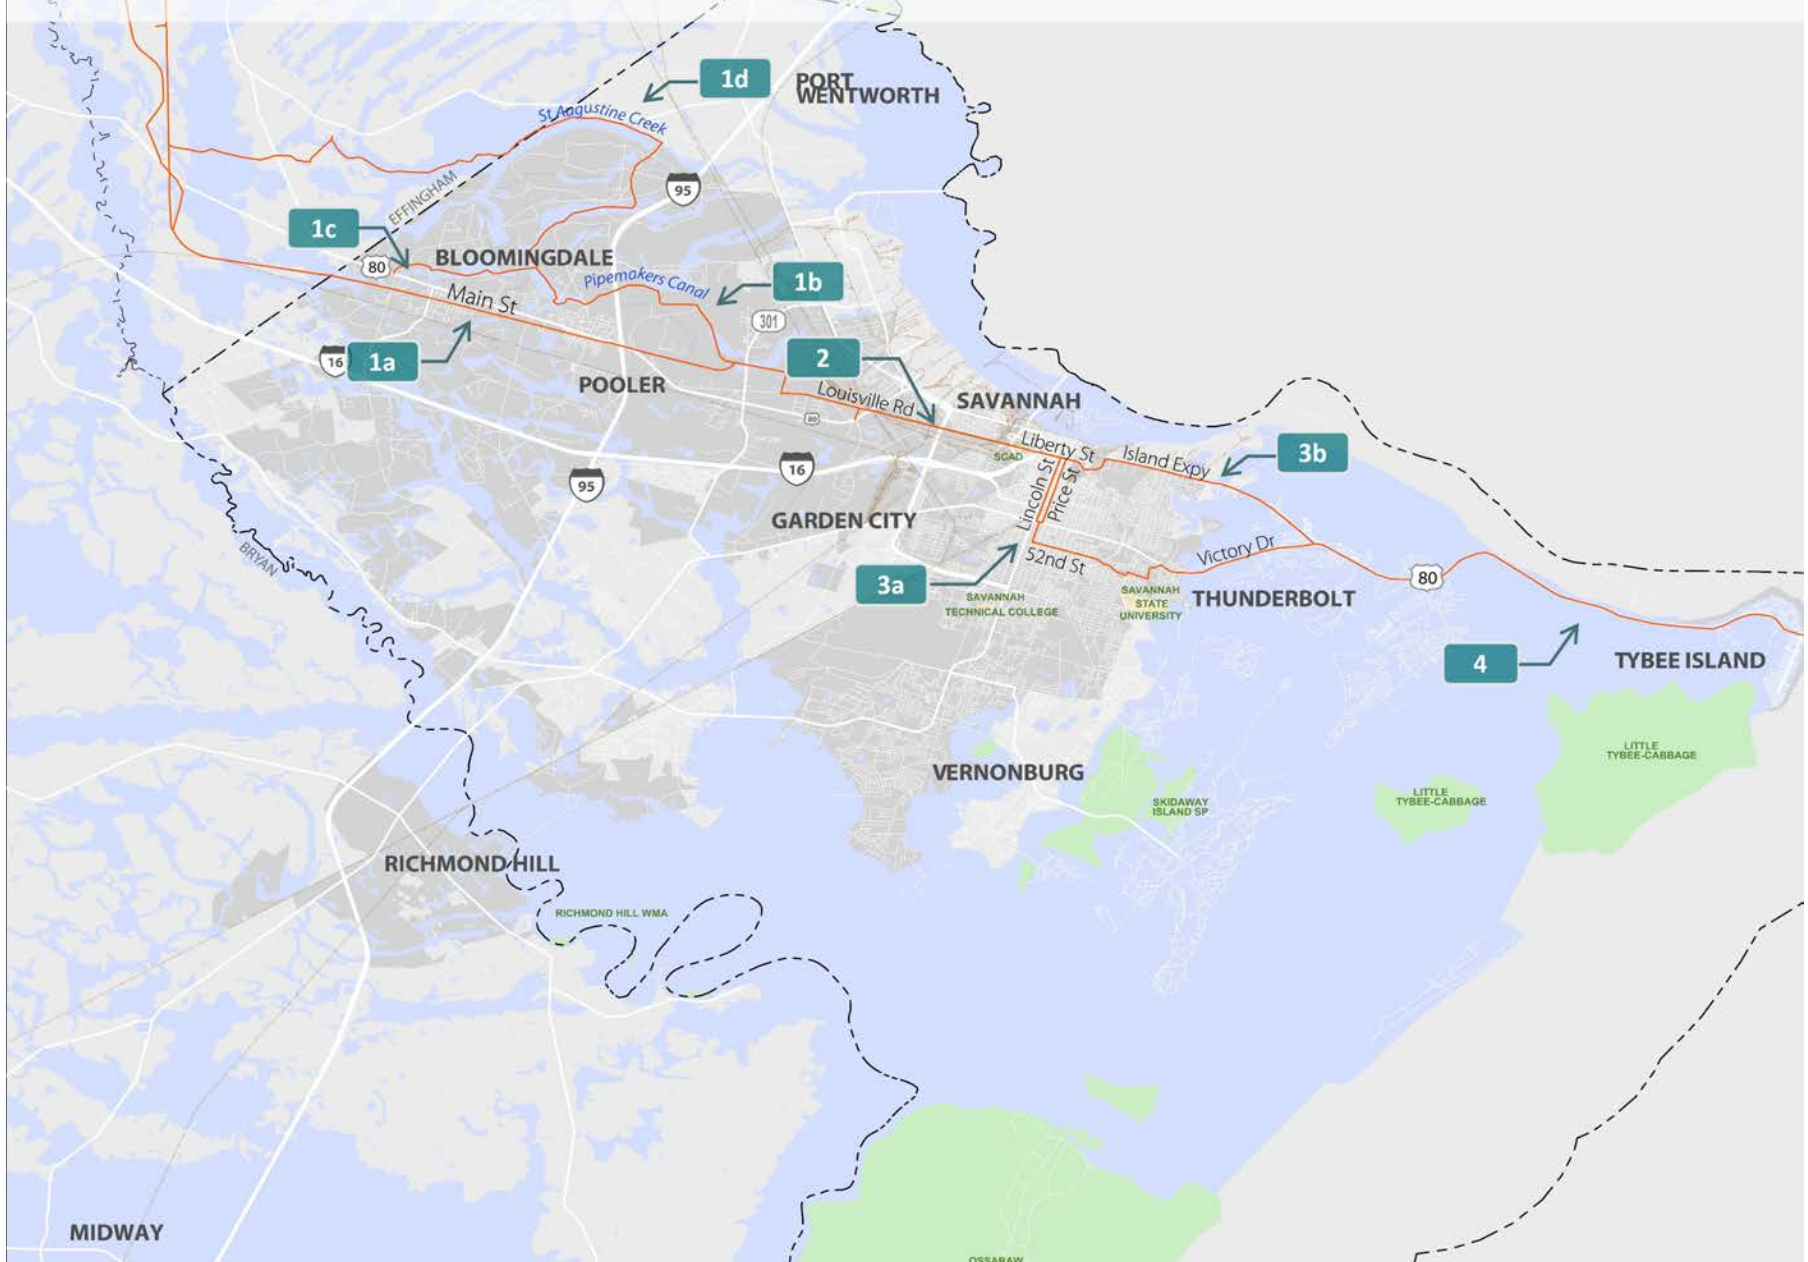 1d
PORT
WENTWORTH
St Augustine Creek
95
EFFINGHAM
1c
80
BLOOMINGDALE
Pipemakers Canal
1b
Main St
301
16
1a
2
POOLER
Louisville Rd
80
SAVANNAH
Liberty St
SCAD
Island Expy
3b
16
95
Lincoln St
Price St
GARDEN CITY
BRYAN
52nd St
Victory Dr
3a
80
SAVANNAH
TECHNICAL COLLEGE
SAVANNAH
STATE
UNIVERSITY
THUNDERBOLT
4
TYBEE ISLAND
LITTLE
TYBEE-CABBAGE
VERNONBURG
LITTLE
TYBEE-CABBAGE
SKIDAWAY
ISLAND SP
RICHMOND HILL
RICHMOND HILL WMA
MIDWAY
OSSABAW